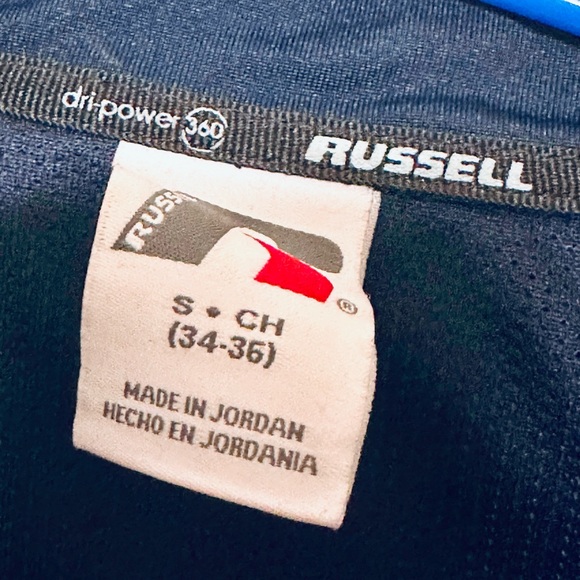 dri-power 360
RUSSELL
RUSS
S • CH
(34-36)
®
MADE IN JORDAN
HECHO EN JORDANIA